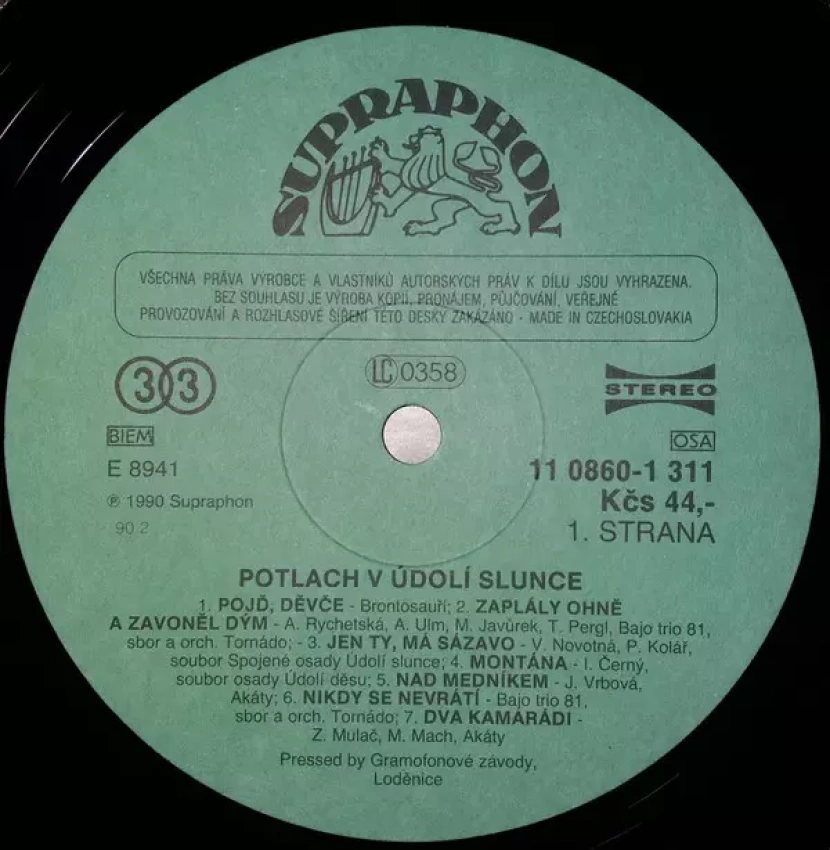 SUPRAPHON
VŠECHNA PRÁVA VÝROBCE A VLASTNÍKŮ AUTORSKÝCH PRÁV K DÍLU JSOU VYHRAZENA.
BEZ SOUHLASU JE VÝROBA KOPIÍ, PRONÁJEM, PŮJČOVÁNÍ, VEŘEJNÉ
PROVOZOVÁNÍ A ROZHLASOVÉ ŠÍŘENÍ TÉTO DESKY ZAKÁZÁNO - MADE IN CZECHOSLOVAKIA
LC 0358
33
STEREO
BIEM
OSA
E 8941
11 0860-1 311
℗ 1990 Supraphon
Kčs 44,-
90 2
1. STRANA
POTLACH V ÚDOLÍ SLUNCE
1. POJĎ, DĚVČE - Brontosauři; 2. ZAPLÁLY OHNĚ
A ZAVONĚL DÝM - A. Rychetská, A. Ulm, M. Javůrek, T. Pergl, Bajo trio 81,
sbor a orch. Tornádo; - 3. JEN TY, MÁ SÁZAVO - V. Novotná, P. Kolář,
soubor Spojené osady Údolí slunce; 4. MONTÁNA - I. Černý,
soubor osady Údolí děsu; 5. NAD MEDNÍKEM - J. Vrbová,
Akáty; 6. NIKDY SE NEVRÁTÍ - Bajo trio 81,
sbor a orch. Tornádo; 7. DVA KAMARÁDI -
Z. Mulač, M. Mach, Akáty
Pressed by Gramofonové závody,
Loděnice